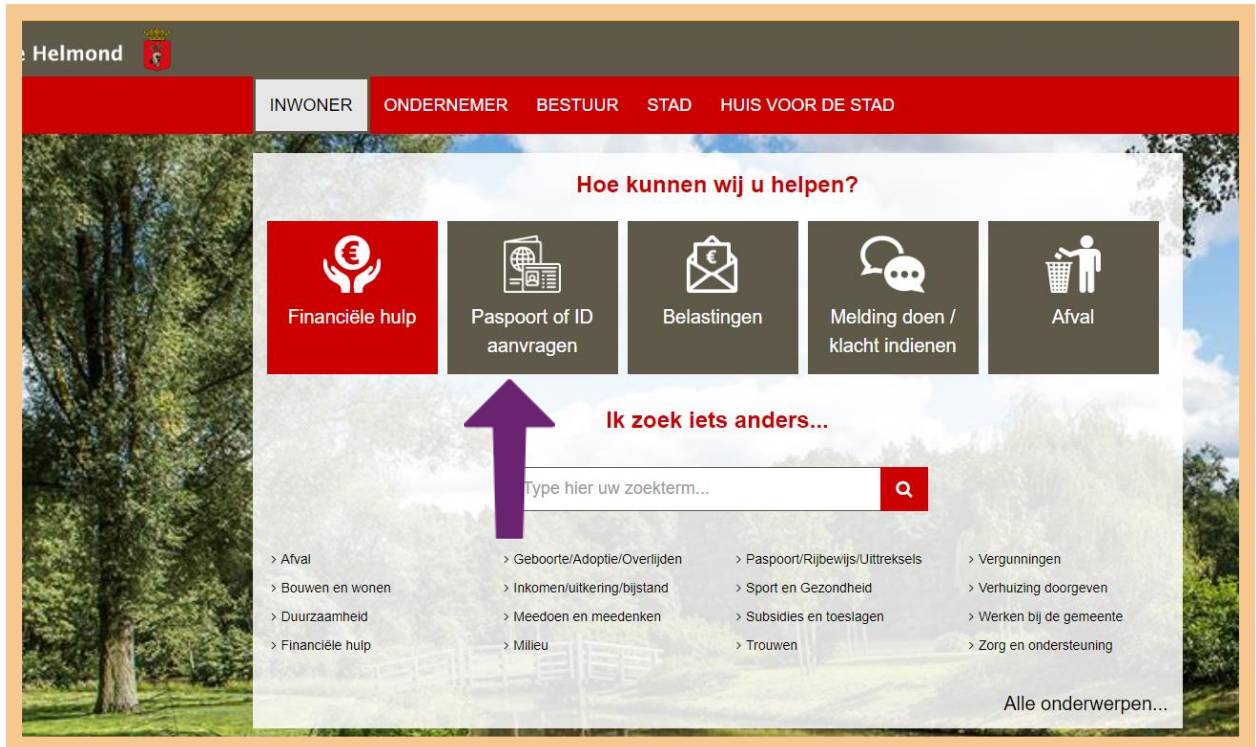 Helmond
INWONER ONDERNEMER BESTUUR STAD HUIS VOOR DE STAD
Hoe kunnen wij u helpen?
Financiële hulp
Paspoort of ID
aanvragen
Belastingen
Melding doen /
klacht indienen
Afval
Ik zoek iets anders...
Type hier uw zoekterm...
> Afval
> Bouwen en wonen
> Duurzaamheid
> Financiële hulp
> Geboorte/Adoptie/Overlijden
> Inkomen/uitkering/bijstand
> Meedoen en meedenken
> Milieu
> Paspoort/Rijbewijs/Uittreksels
> Sport en Gezondheid
> Subsidies en toeslagen
> Trouwen
> Vergunningen
> Verhuizing doorgeven
> Werken bij de gemeente
> Zorg en ondersteuning
Alle onderwerpen...